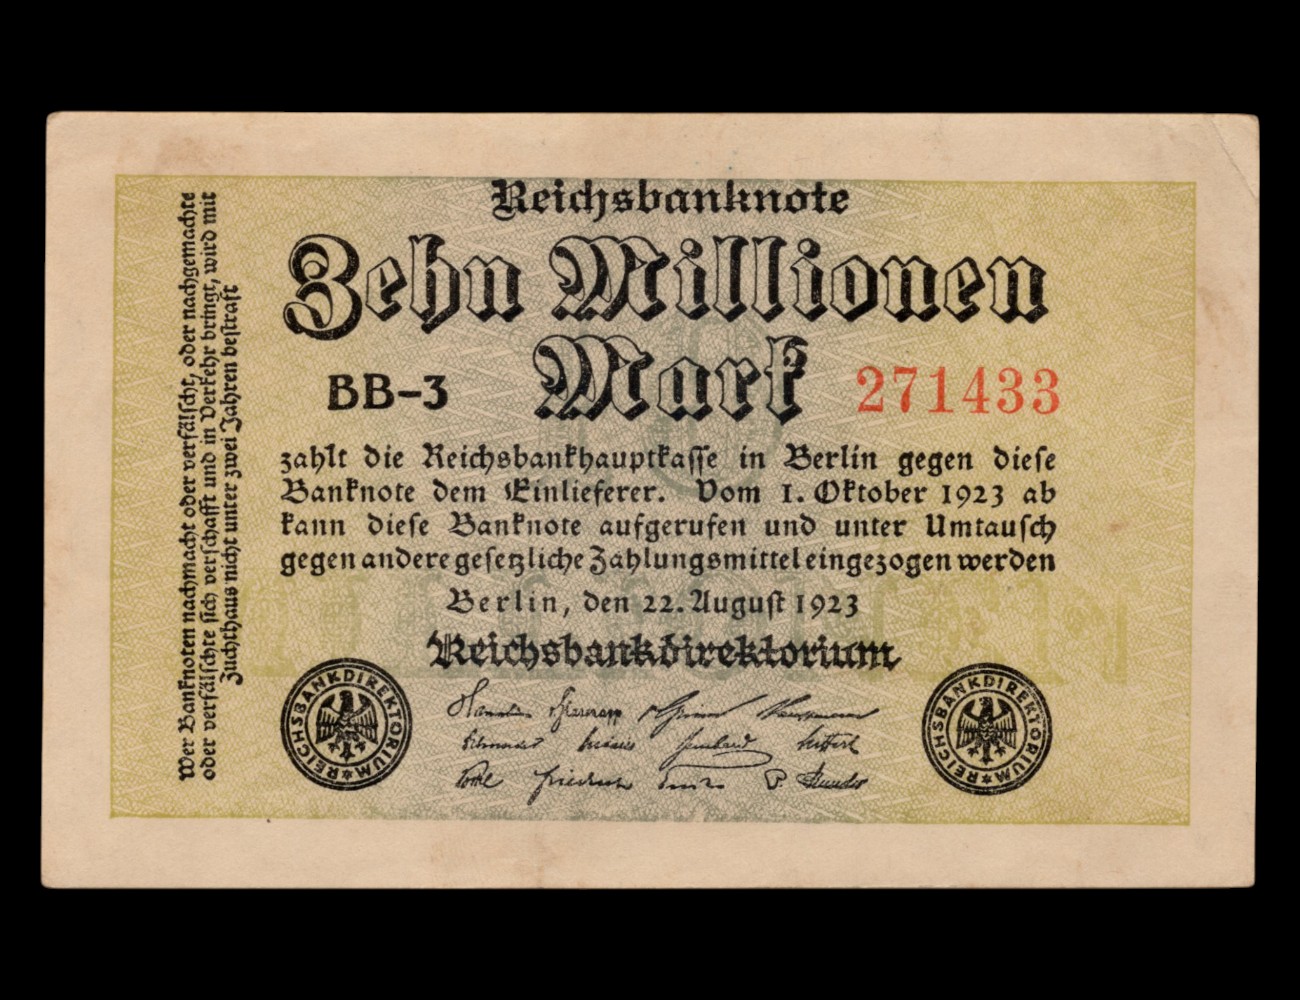 Reichsbanknote
Zehn Millionen
Mark
BB-3
271433
zahlt die Reichsbankhauptkasse in Berlin gegen diese
Banknote dem Einlieferer. Vom 1. Oktober 1923 ab
kann diese Banknote aufgerufen und unter Umtausch
gegen andere gesetzliche Zahlungsmittel eingezogen werden
Berlin, den 22. August 1923
Reichsbankdirektorium
REICHSBANKDIREKTORIUM
REICHSBANKDIREKTORIUM
Wer Banknoten nachmacht oder verfälscht, oder nachgemachte
oder verfälschte sich verschafft und in Verkehr bringt, wird mit
Zuchthaus nicht unter zwei Jahren bestraft